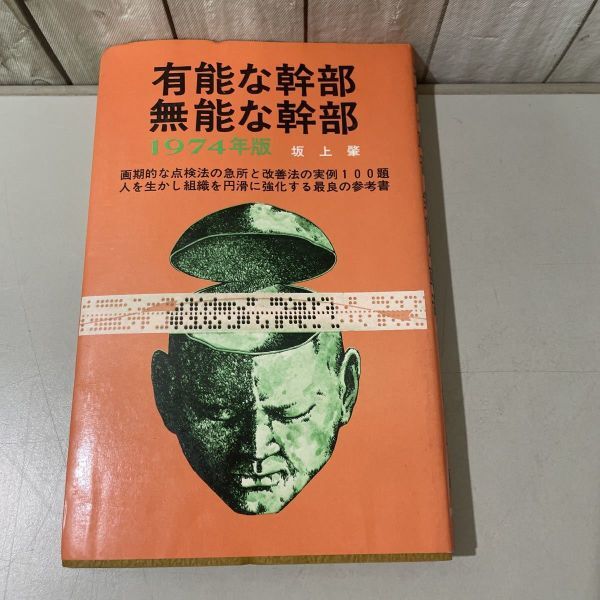 有能な幹部
無能な幹部
1974年版 坂上肇
画期的な点検法の急所と改善法の実例100題
人を生かし組織を円滑に強化する最良の参考書